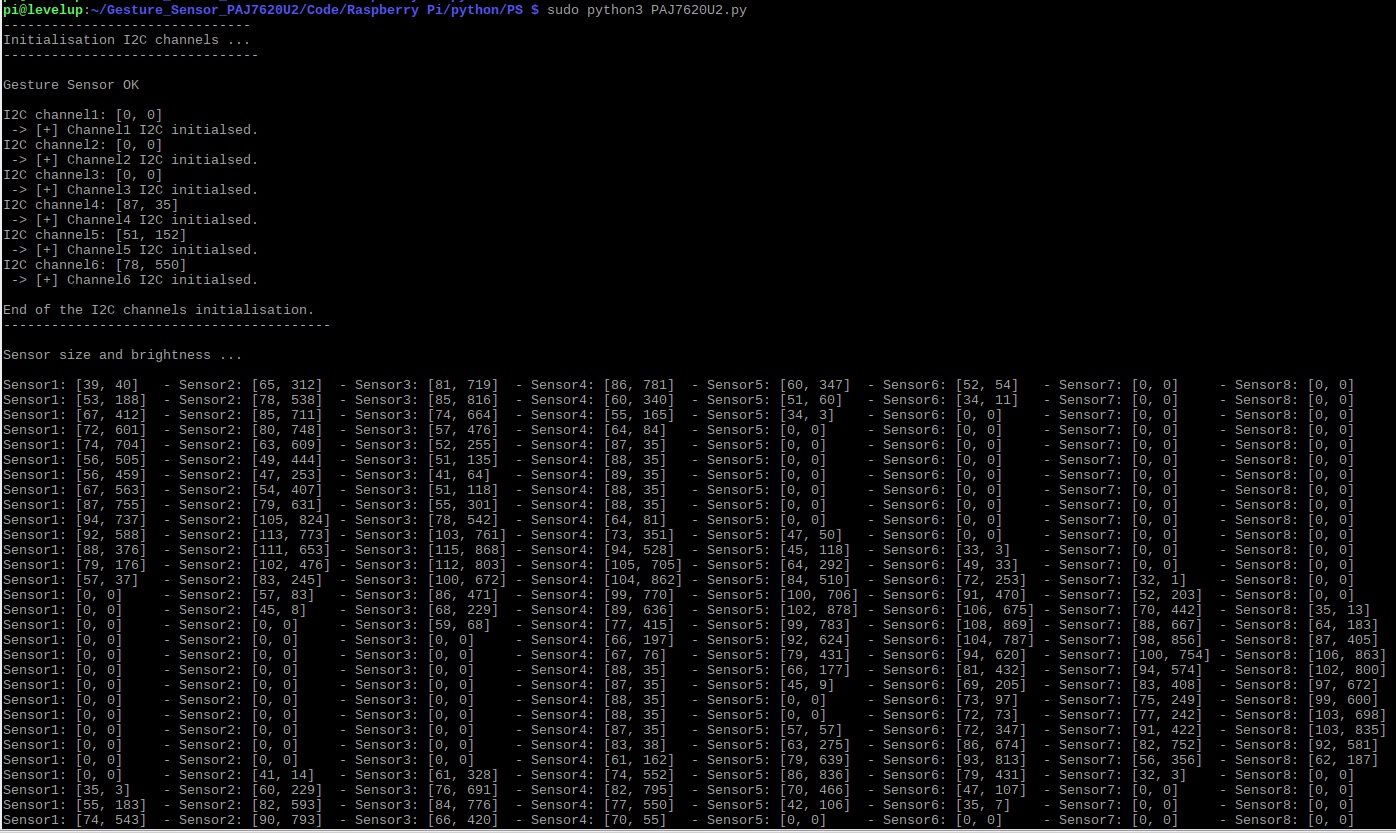 pi@levelup:~/Gesture_Sensor_PAJ7620U2/Code/Raspberry Pi/python/PS $ sudo python3 PAJ7620U2.py
-------------------------------
Initialisation I2C channels ...
--------------------------------
Gesture Sensor OK
I2C channel1: [0, 0]
 -> [+] Channel1 I2C initialsed.
I2C channel2: [0, 0]
 -> [+] Channel2 I2C initialsed.
I2C channel3: [0, 0]
 -> [+] Channel3 I2C initialsed.
I2C channel4: [87, 35]
 -> [+] Channel4 I2C initialsed.
I2C channel5: [51, 152]
 -> [+] Channel5 I2C initialsed.
I2C channel6: [78, 550]
 -> [+] Channel6 I2C initialsed.
End of the I2C channels initialisation.
-----------------------------------------
Sensor size and brightness ...
Sensor1: [39, 40]   - Sensor2: [65, 312]  - Sensor3: [81, 719]  - Sensor4: [86, 781]  - Sensor5: [60, 347]  - Sensor6: [52, 54]   - Sensor7: [0, 0]     - Sensor8: [0, 0]
Sensor1: [53, 188]  - Sensor2: [78, 538]  - Sensor3: [85, 816]  - Sensor4: [60, 340]  - Sensor5: [51, 60]   - Sensor6: [34, 11]   - Sensor7: [0, 0]     - Sensor8: [0, 0]
Sensor1: [67, 412]  - Sensor2: [85, 711]  - Sensor3: [74, 664]  - Sensor4: [55, 165]  - Sensor5: [34, 3]    - Sensor6: [0, 0]     - Sensor7: [0, 0]     - Sensor8: [0, 0]
Sensor1: [72, 601]  - Sensor2: [80, 748]  - Sensor3: [57, 476]  - Sensor4: [64, 84]   - Sensor5: [0, 0]     - Sensor6: [0, 0]     - Sensor7: [0, 0]     - Sensor8: [0, 0]
Sensor1: [74, 704]  - Sensor2: [63, 609]  - Sensor3: [52, 255]  - Sensor4: [87, 35]   - Sensor5: [0, 0]     - Sensor6: [0, 0]     - Sensor7: [0, 0]     - Sensor8: [0, 0]
Sensor1: [56, 505]  - Sensor2: [49, 444]  - Sensor3: [51, 135]  - Sensor4: [88, 35]   - Sensor5: [0, 0]     - Sensor6: [0, 0]     - Sensor7: [0, 0]     - Sensor8: [0, 0]
Sensor1: [56, 459]  - Sensor2: [47, 253]  - Sensor3: [41, 64]   - Sensor4: [89, 35]   - Sensor5: [0, 0]     - Sensor6: [0, 0]     - Sensor7: [0, 0]     - Sensor8: [0, 0]
Sensor1: [67, 563]  - Sensor2: [54, 407]  - Sensor3: [51, 118]  - Sensor4: [88, 35]   - Sensor5: [0, 0]     - Sensor6: [0, 0]     - Sensor7: [0, 0]     - Sensor8: [0, 0]
Sensor1: [87, 755]  - Sensor2: [79, 631]  - Sensor3: [55, 301]  - Sensor4: [88, 35]   - Sensor5: [0, 0]     - Sensor6: [0, 0]     - Sensor7: [0, 0]     - Sensor8: [0, 0]
Sensor1: [94, 737]  - Sensor2: [105, 824] - Sensor3: [78, 542]  - Sensor4: [64, 81]   - Sensor5: [0, 0]     - Sensor6: [0, 0]     - Sensor7: [0, 0]     - Sensor8: [0, 0]
Sensor1: [92, 588]  - Sensor2: [113, 773] - Sensor3: [103, 761] - Sensor4: [73, 351]  - Sensor5: [47, 50]   - Sensor6: [0, 0]     - Sensor7: [0, 0]     - Sensor8: [0, 0]
Sensor1: [88, 376]  - Sensor2: [111, 653] - Sensor3: [115, 868] - Sensor4: [94, 528]  - Sensor5: [45, 118]  - Sensor6: [33, 3]    - Sensor7: [0, 0]     - Sensor8: [0, 0]
Sensor1: [79, 176]  - Sensor2: [102, 476] - Sensor3: [112, 803] - Sensor4: [105, 705] - Sensor5: [64, 292]  - Sensor6: [49, 33]   - Sensor7: [0, 0]     - Sensor8: [0, 0]
Sensor1: [57, 37]   - Sensor2: [83, 245]  - Sensor3: [100, 672] - Sensor4: [104, 862] - Sensor5: [84, 510]  - Sensor6: [72, 253]  - Sensor7: [32, 1]    - Sensor8: [0, 0]
Sensor1: [0, 0]     - Sensor2: [57, 83]   - Sensor3: [86, 471]  - Sensor4: [99, 770]  - Sensor5: [100, 706] - Sensor6: [91, 470]  - Sensor7: [52, 203]  - Sensor8: [0, 0]
Sensor1: [0, 0]     - Sensor2: [45, 8]    - Sensor3: [68, 229]  - Sensor4: [89, 636]  - Sensor5: [102, 878] - Sensor6: [106, 675] - Sensor7: [70, 442]  - Sensor8: [35, 13]
Sensor1: [0, 0]     - Sensor2: [0, 0]     - Sensor3: [59, 68]   - Sensor4: [77, 415]  - Sensor5: [99, 783]  - Sensor6: [108, 869] - Sensor7: [88, 667]  - Sensor8: [64, 183]
Sensor1: [0, 0]     - Sensor2: [0, 0]     - Sensor3: [0, 0]     - Sensor4: [66, 197]  - Sensor5: [92, 624]  - Sensor6: [104, 787] - Sensor7: [98, 856]  - Sensor8: [87, 405]
Sensor1: [0, 0]     - Sensor2: [0, 0]     - Sensor3: [0, 0]     - Sensor4: [67, 76]   - Sensor5: [79, 431]  - Sensor6: [94, 620]  - Sensor7: [100, 754] - Sensor8: [106, 863]
Sensor1: [0, 0]     - Sensor2: [0, 0]     - Sensor3: [0, 0]     - Sensor4: [88, 35]   - Sensor5: [66, 177]  - Sensor6: [81, 432]  - Sensor7: [94, 574]  - Sensor8: [102, 800]
Sensor1: [0, 0]     - Sensor2: [0, 0]     - Sensor3: [0, 0]     - Sensor4: [87, 35]   - Sensor5: [45, 9]    - Sensor6: [69, 205]  - Sensor7: [83, 408]  - Sensor8: [97, 672]
Sensor1: [0, 0]     - Sensor2: [0, 0]     - Sensor3: [0, 0]     - Sensor4: [88, 35]   - Sensor5: [0, 0]     - Sensor6: [73, 97]   - Sensor7: [75, 249]  - Sensor8: [99, 600]
Sensor1: [0, 0]     - Sensor2: [0, 0]     - Sensor3: [0, 0]     - Sensor4: [88, 35]   - Sensor5: [0, 0]     - Sensor6: [72, 73]   - Sensor7: [77, 242]  - Sensor8: [103, 698]
Sensor1: [0, 0]     - Sensor2: [0, 0]     - Sensor3: [0, 0]     - Sensor4: [87, 35]   - Sensor5: [57, 57]   - Sensor6: [72, 347]  - Sensor7: [91, 422]  - Sensor8: [103, 835]
Sensor1: [0, 0]     - Sensor2: [0, 0]     - Sensor3: [0, 0]     - Sensor4: [83, 38]   - Sensor5: [63, 275]  - Sensor6: [86, 674]  - Sensor7: [82, 752]  - Sensor8: [92, 581]
Sensor1: [0, 0]     - Sensor2: [0, 0]     - Sensor3: [0, 0]     - Sensor4: [61, 162]  - Sensor5: [79, 639]  - Sensor6: [93, 813]  - Sensor7: [56, 356]  - Sensor8: [62, 187]
Sensor1: [0, 0]     - Sensor2: [41, 14]   - Sensor3: [61, 328]  - Sensor4: [74, 552]  - Sensor5: [86, 836]  - Sensor6: [79, 431]  - Sensor7: [32, 3]    - Sensor8: [0, 0]
Sensor1: [35, 3]    - Sensor2: [60, 229]  - Sensor3: [76, 691]  - Sensor4: [82, 795]  - Sensor5: [70, 466]  - Sensor6: [47, 107]  - Sensor7: [0, 0]     - Sensor8: [0, 0]
Sensor1: [55, 183]  - Sensor2: [82, 593]  - Sensor3: [84, 776]  - Sensor4: [77, 550]  - Sensor5: [42, 106]  - Sensor6: [35, 7]    - Sensor7: [0, 0]     - Sensor8: [0, 0]
Sensor1: [74, 543]  - Sensor2: [90, 793]  - Sensor3: [66, 420]  - Sensor4: [70, 55]   - Sensor5: [0, 0]     - Sensor6: [0, 0]     - Sensor7: [0, 0]     - Sensor8: [0, 0]